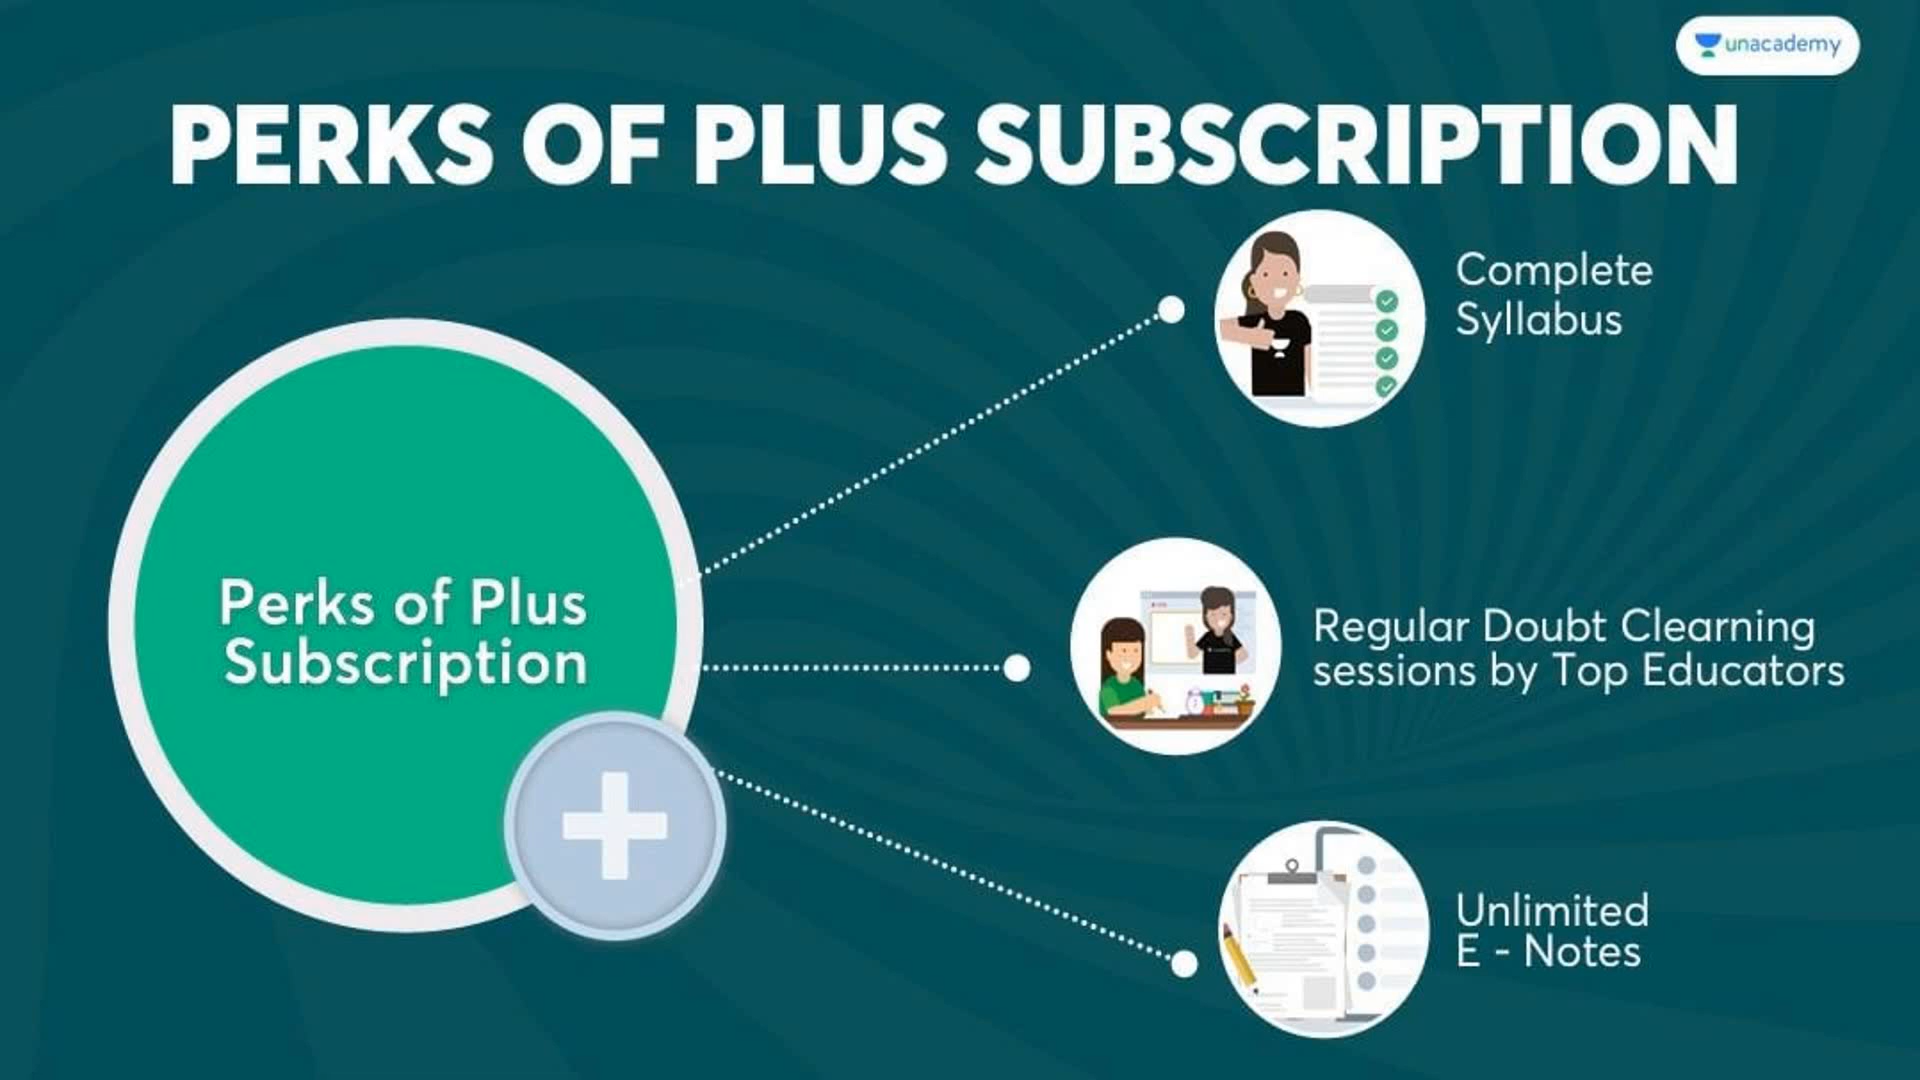 unacademy
PERKS OF PLUS SUBSCRIPTION
Complete
Syllabus
Perks of Plus
Subscription
Regular Doubt Clearning
sessions by Top Educators
Unlimited
E - Notes